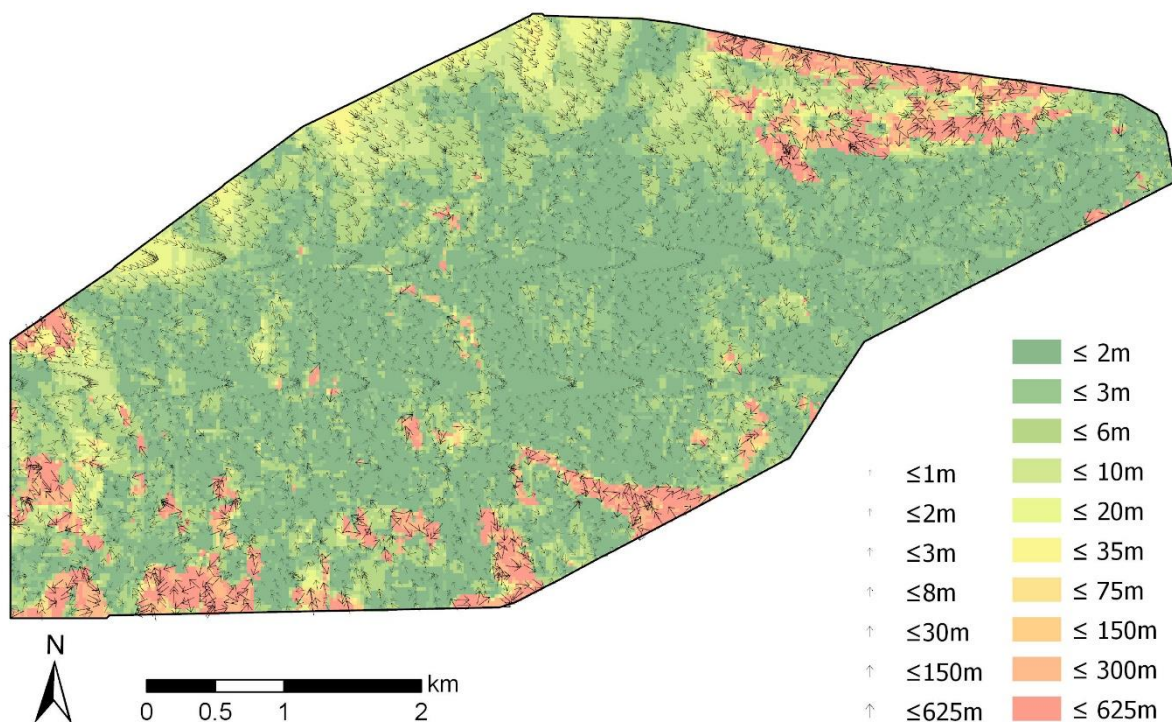 ≤ 2m
≤ 3m
≤ 6m
≤1m ≤ 10m
≤2m ≤ 20m
≤3m ≤ 35m
≤8m ≤ 75m
≤30m ≤ 150m
≤150m ≤ 300m
≤625m ≤ 625m
N
km
0 0.5 1 2